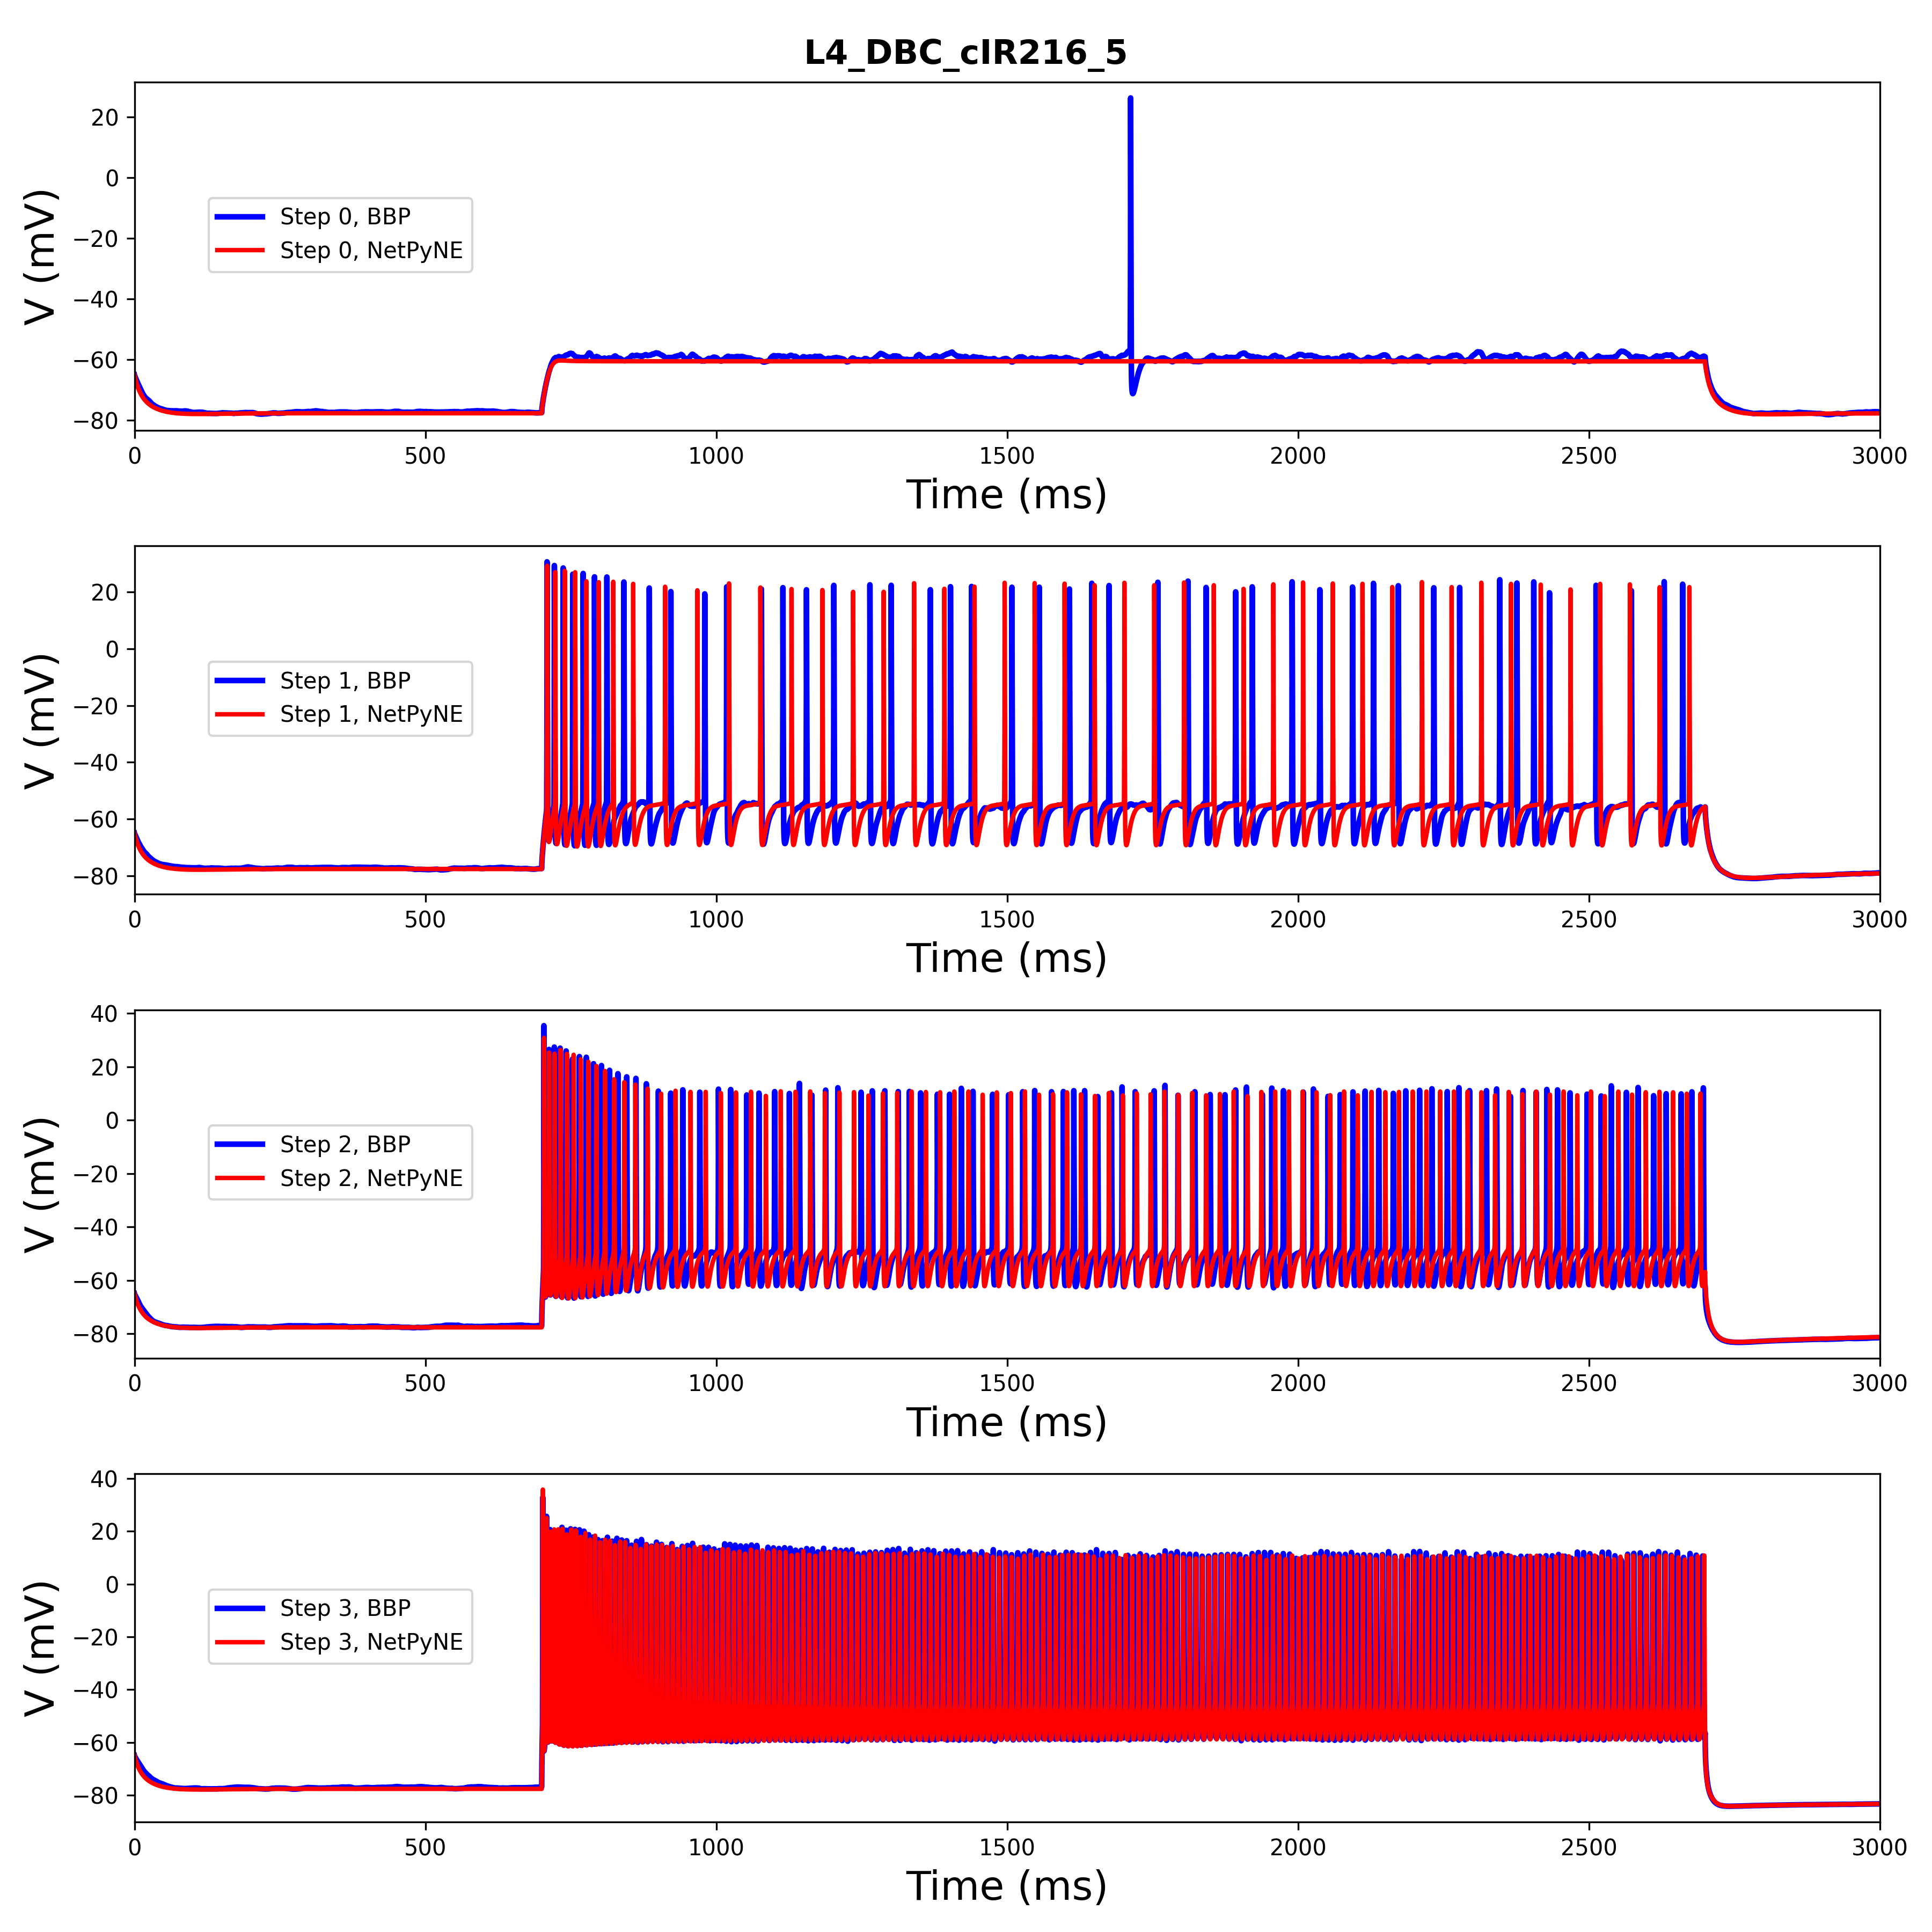 L4_DBC_cIR216_5
V (mV)
20
0
−20
−40
−60
−80
Step 0, BBP
Step 0, NetPyNE
0 500 1000 1500 2000 2500 3000
Time (ms)
V (mV)
20
0
−20
−40
−60
−80
Step 1, BBP
Step 1, NetPyNE
0 500 1000 1500 2000 2500 3000
Time (ms)
V (mV)
40
20
0
−20
−40
−60
−80
Step 2, BBP
Step 2, NetPyNE
0 500 1000 1500 2000 2500 3000
Time (ms)
V (mV)
40
20
0
−20
−40
−60
−80
Step 3, BBP
Step 3, NetPyNE
0 500 1000 1500 2000 2500 3000
Time (ms)